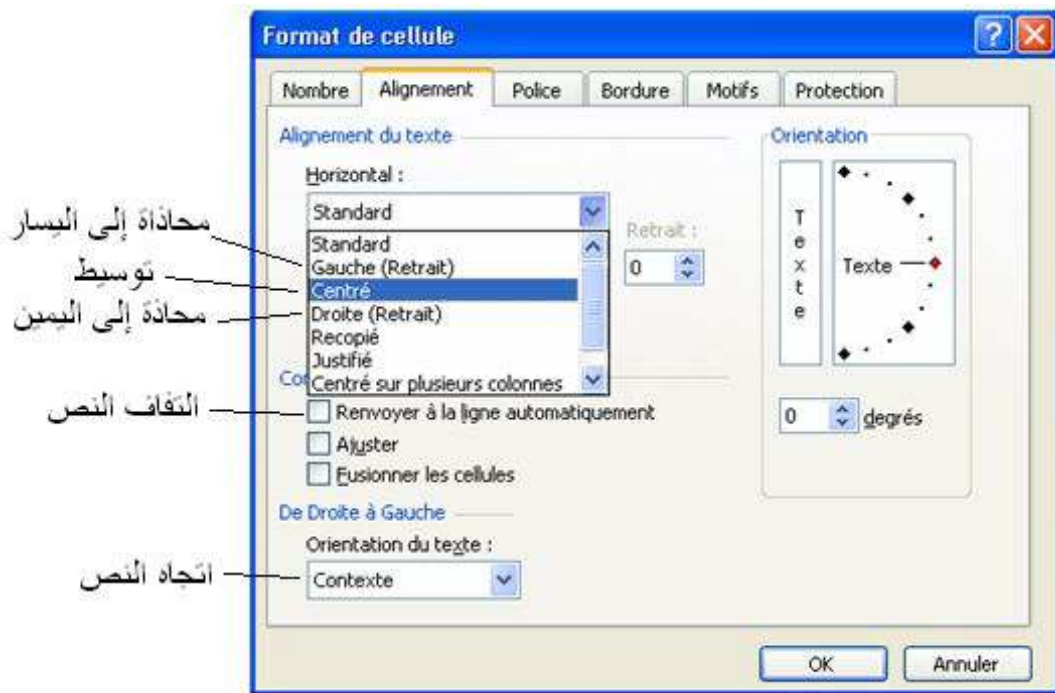 Format de cellule
Nombre Alignement Police Bordure Motifs Protection
Alignement du texte
Horizontal :
Standard
Retrait :
0
Standard
Gauche (Retrait)
Centré
Droite (Retrait)
Recopié
Justifié
Centré sur plusieurs colonnes
محاذاة إلى اليسار
توسيط
محاذة إلى اليمين
Orientation
T
e
x
t
e
Texte
0 degrés
Co
التفاف النص
Renvoyer à la ligne automatiquement
Ajuster
Fusionner les cellules
De Droite à Gauche
Orientation du texte :
اتجاه النص
Contexte
OK Annuler